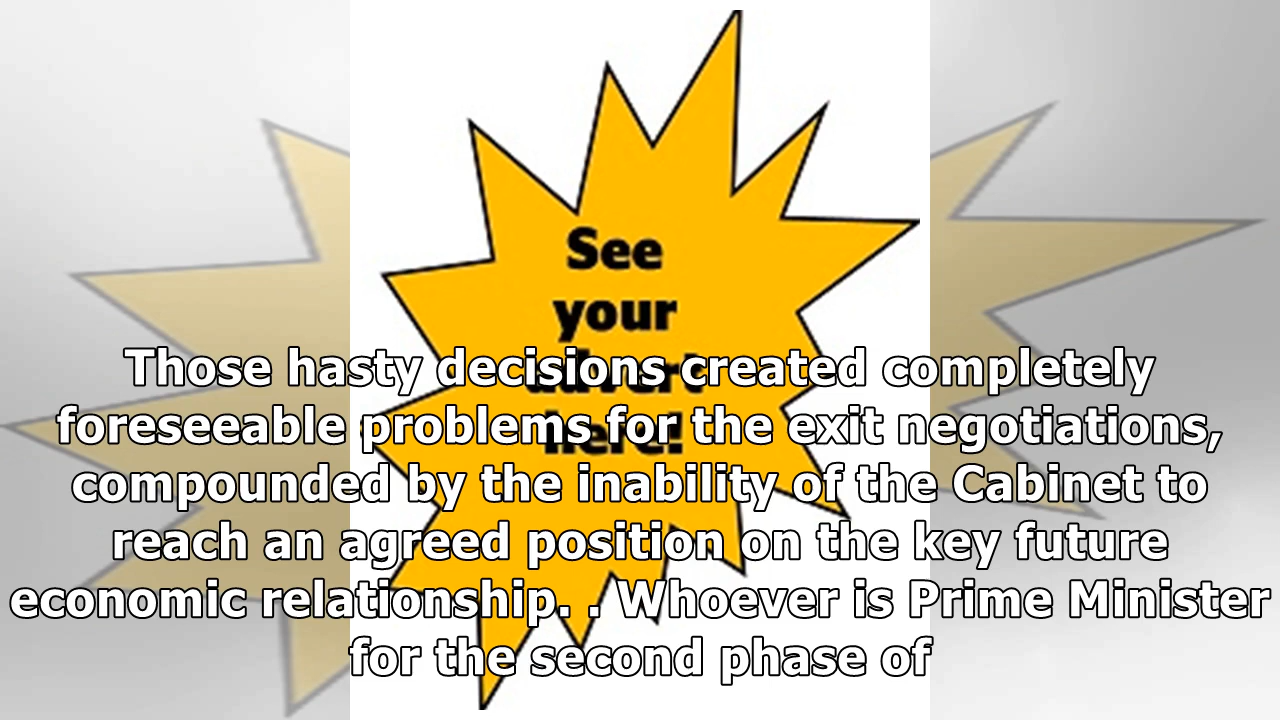 See
your
advert
here!
Those hasty decisions created completely
foreseeable problems for the exit negotiations,
compounded by the inability of the Cabinet to
reach an agreed position on the key future
economic relationship. . Whoever is Prime Minister
for the second phase of